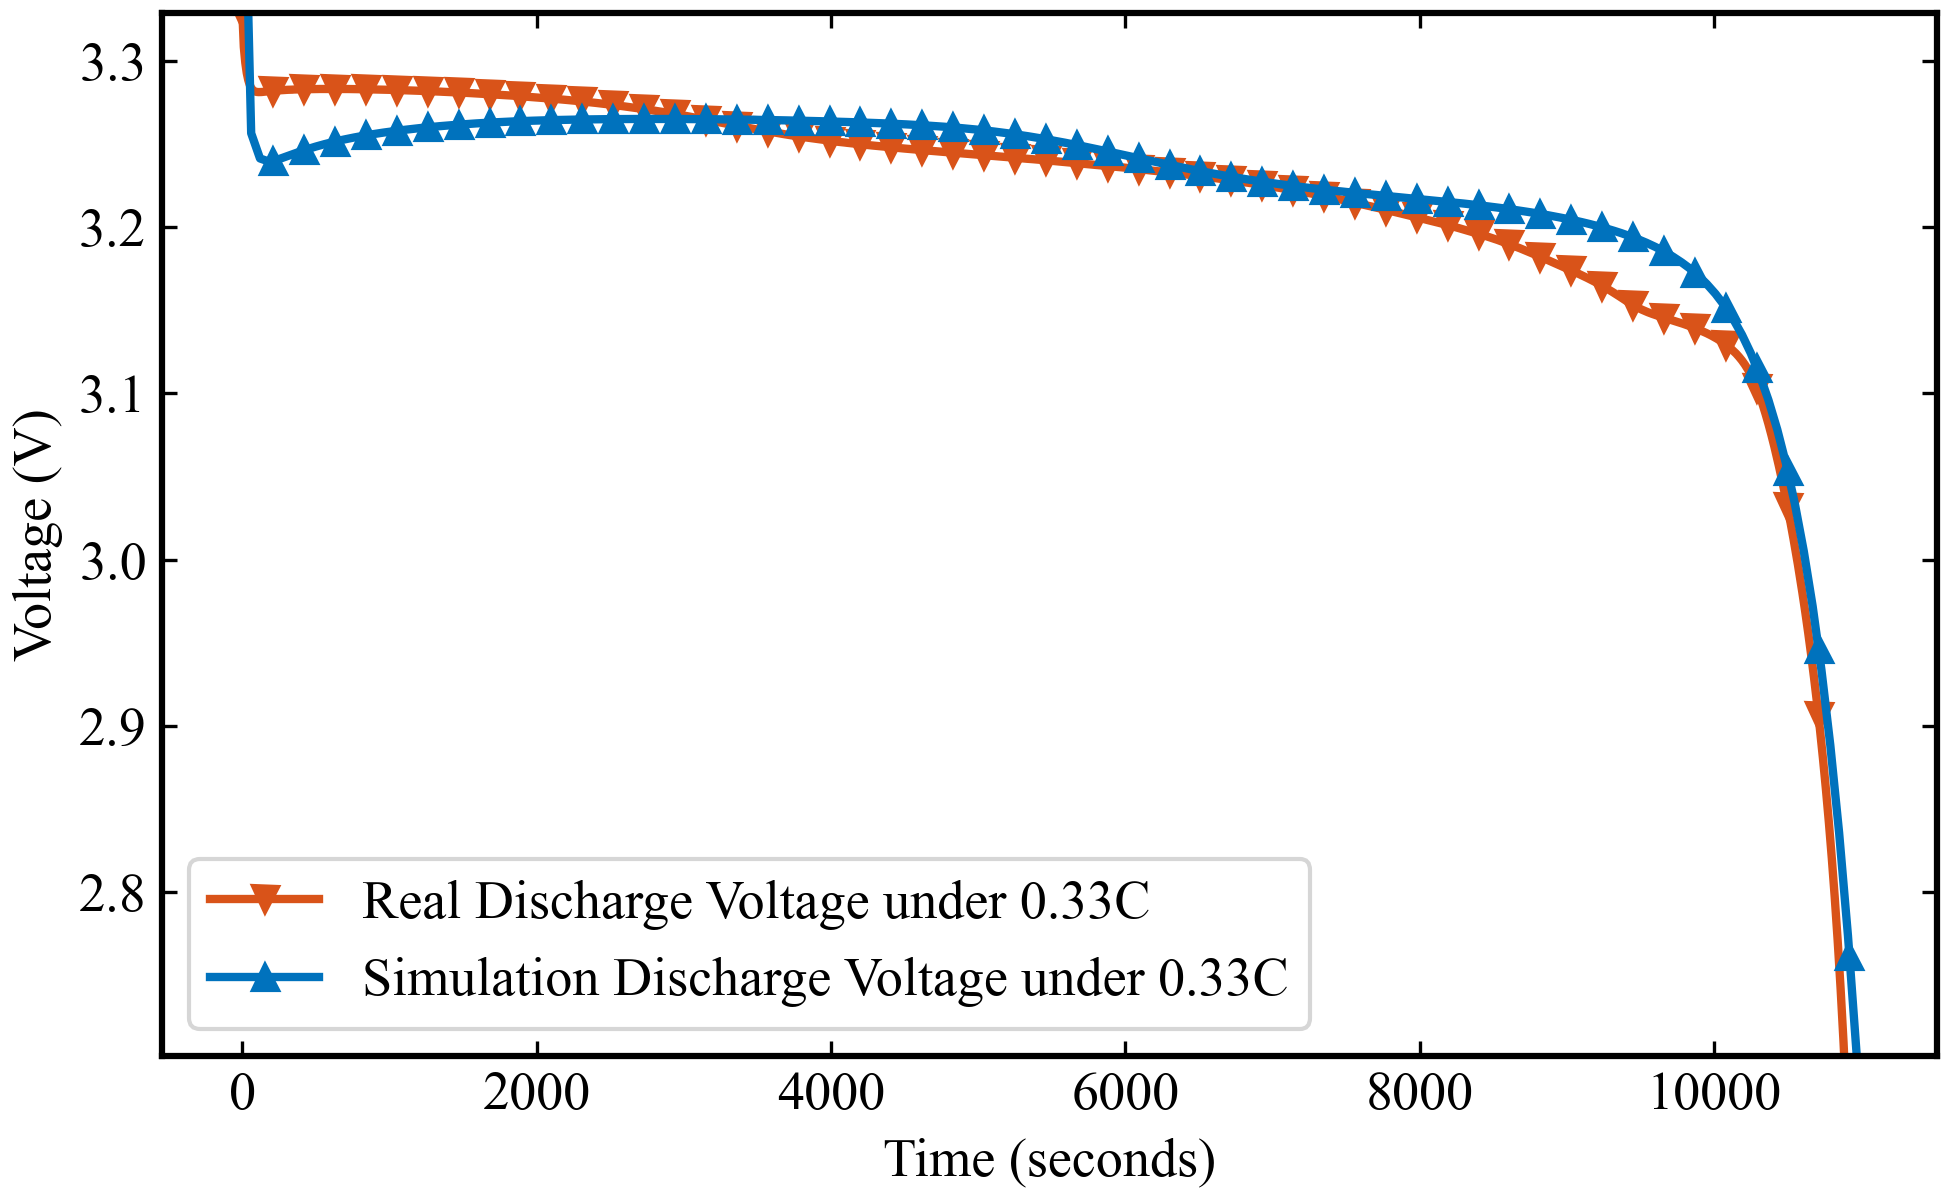 3.3
3.2
3.1
3.0
2.9
2.8
Voltage (V)
Real Discharge Voltage under 0.33C
Simulation Discharge Voltage under 0.33C
0 2000 4000 6000 8000 10000
Time (seconds)